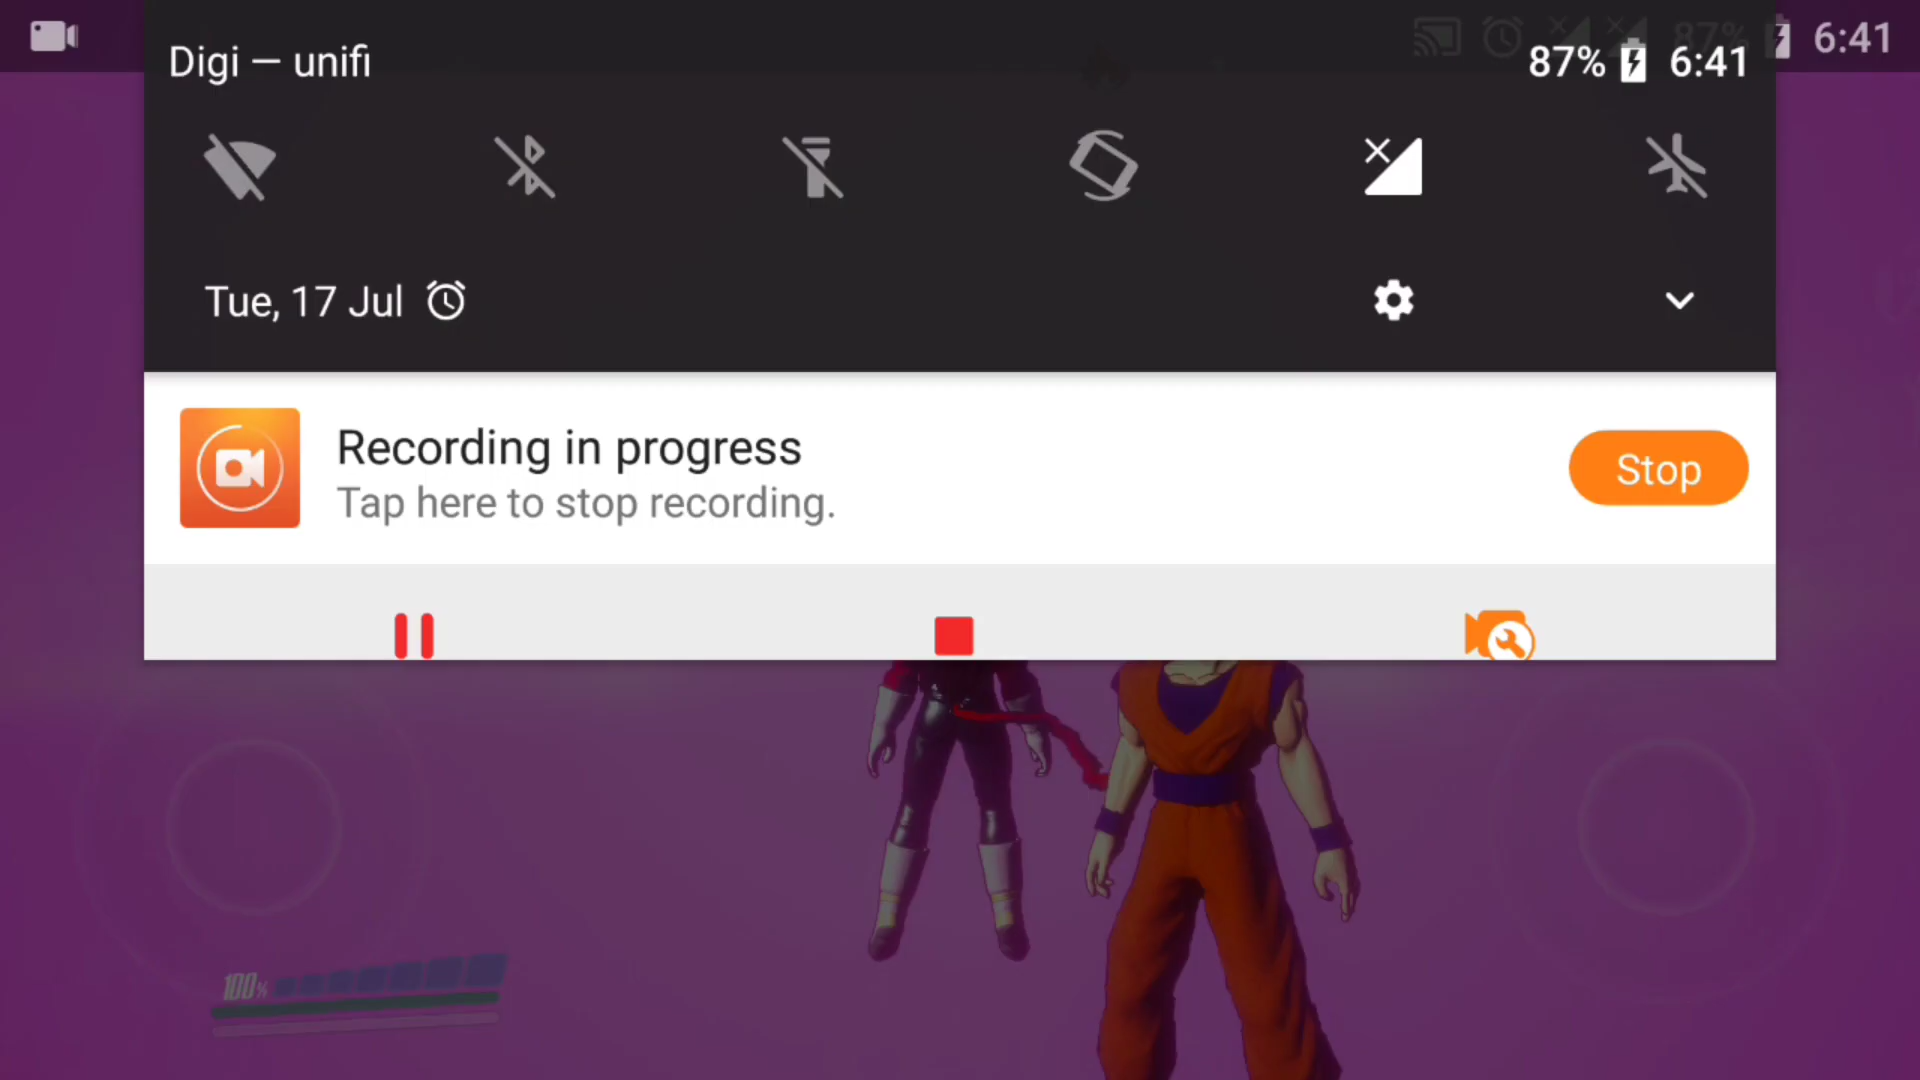 87% 6:41
Digi — unifi
87% 6:41
Tue, 17 Jul
Recording in progress
Tap here to stop recording.
Stop
100%